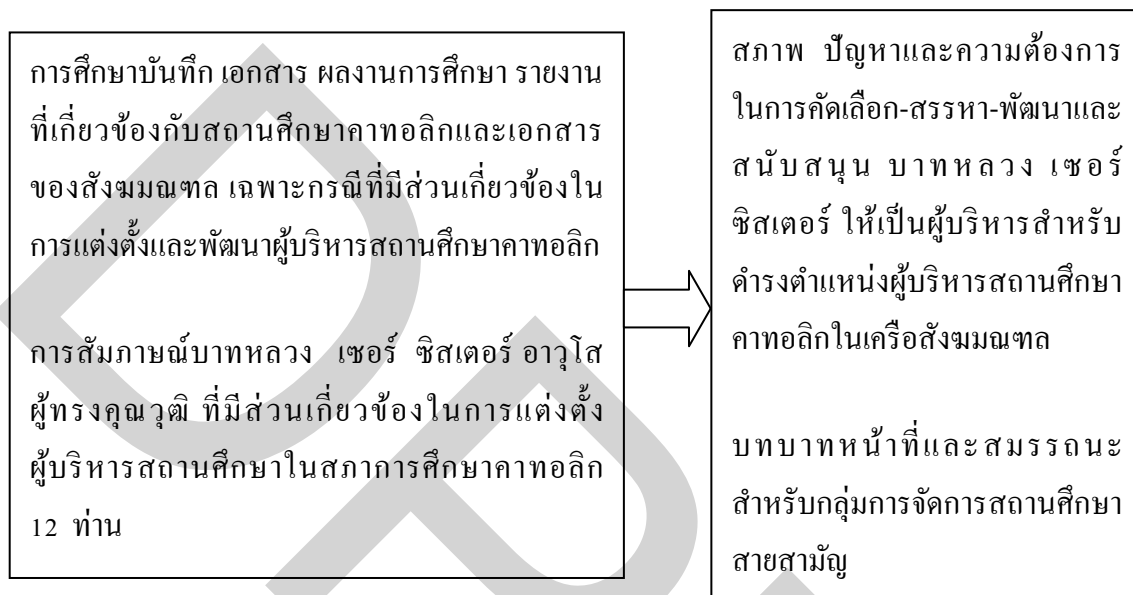 การศึกษาบันทึก เอกสาร ผลงานการศึกษา รายงาน
ที่เกี่ยวข้องกับสถานศึกษาคาทอลิกและเอกสาร
ของสังฆมณฑล เฉพาะกรณีที่มีส่วนเกี่ยวข้องใน
การแต่งตั้งและพัฒนาผู้บริหารสถานศึกษาคาทอลิก
การสัมภาษณ์บาทหลวง เซอร์ ซิสเตอร์ อาวุโส
ผู้ทรงคุณวุฒิ ที่มีส่วนเกี่ยวข้องในการแต่งตั้ง
ผู้บริหารสถานศึกษาในสภาการศึกษาคาทอลิก
12 ท่าน
สภาพ ปัญหาและความต้องการ
ในการคัดเลือก-สรรหา-พัฒนาและ
สนับสนุน บาทหลวง เซอร์
ซิสเตอร์ ให้เป็นผู้บริหารสำหรับ
ดำรงตำแหน่งผู้บริหารสถานศึกษา
คาทอลิกในเครือสังฆมณฑล
บทบาทหน้าที่และสมรรถนะ
สำหรับกลุ่มการจัดการสถานศึกษา
สายสามัญ